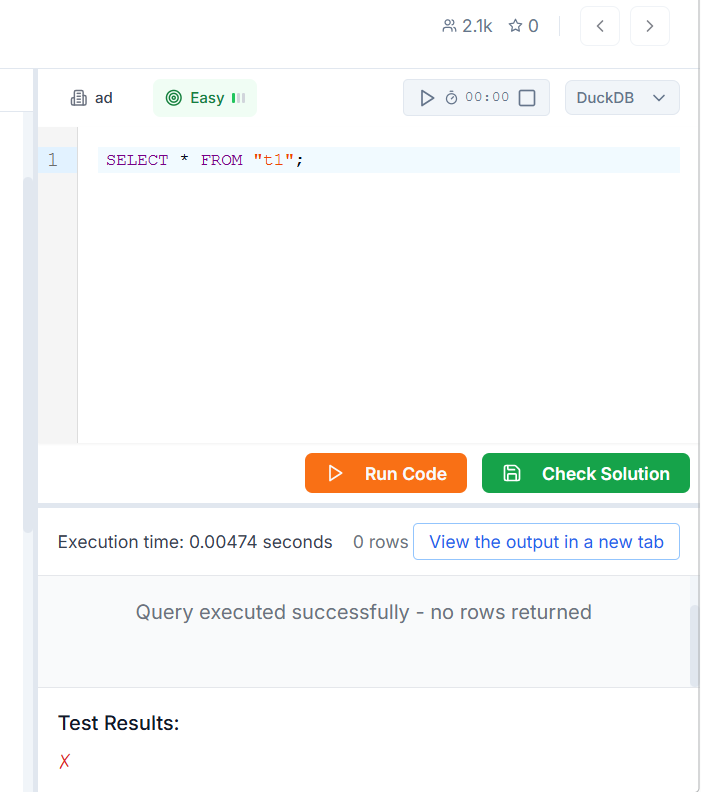 2.1k 0
ad Easy 00:00 DuckDB
1 SELECT * FROM "t1";
Run Code Check Solution
Execution time: 0.00474 seconds 0 rows View the output in a new tab
Query executed successfully - no rows returned
Test Results:
✗